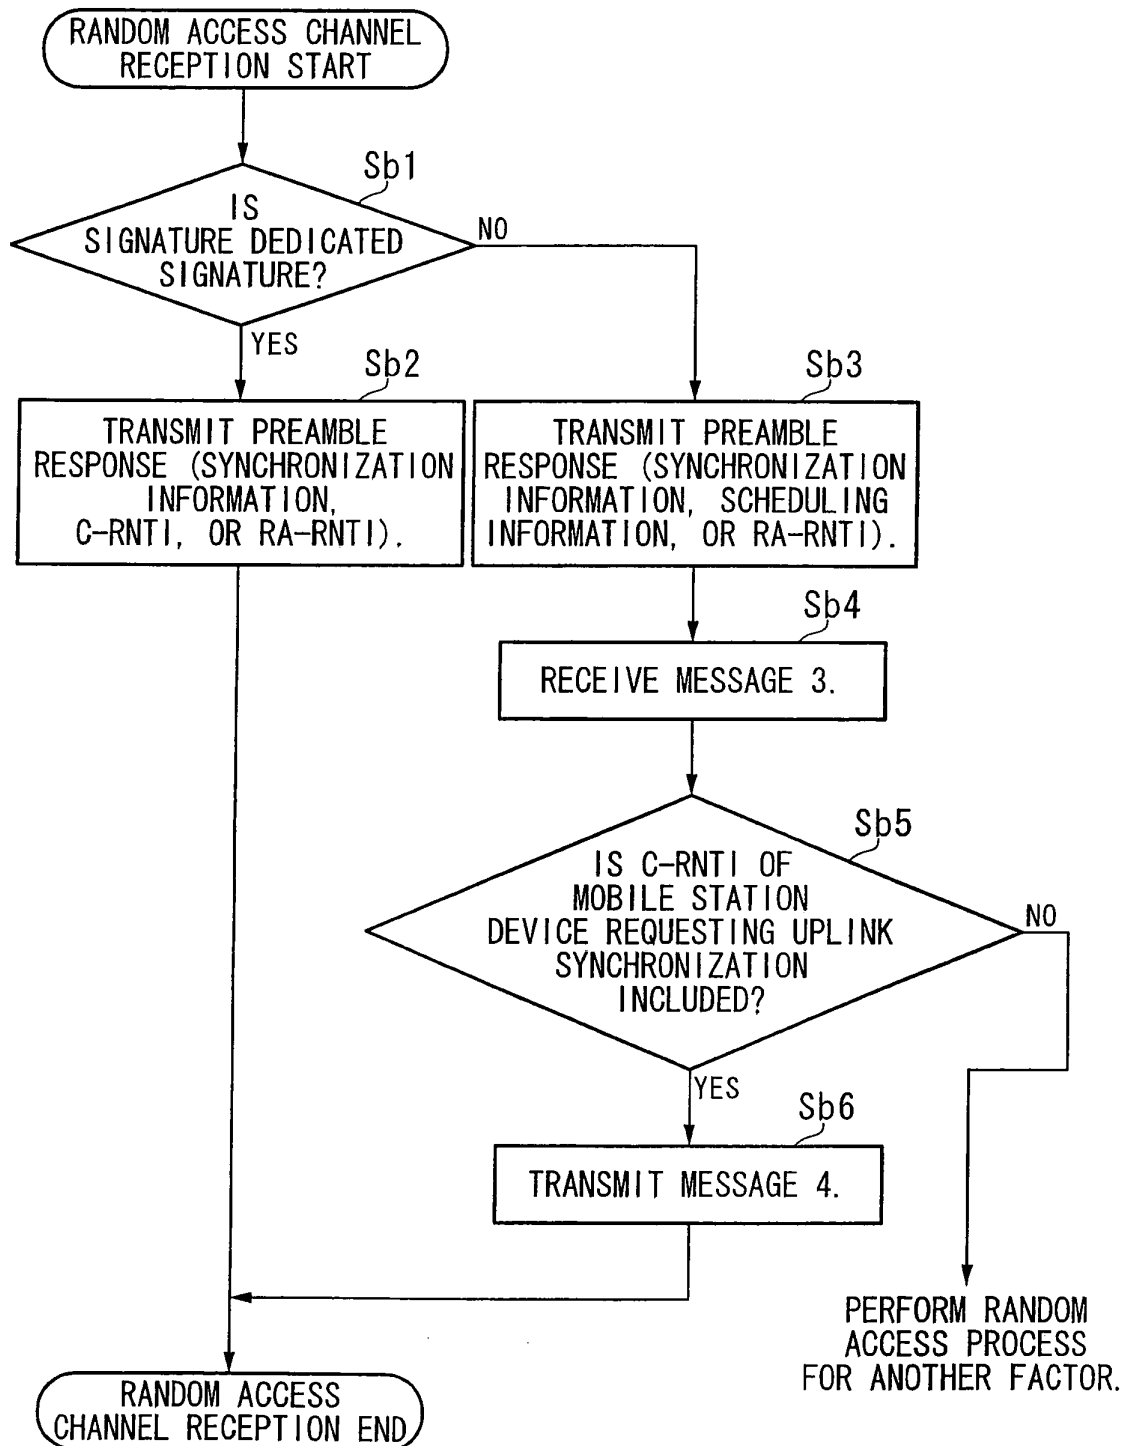 RANDOM ACCESS CHANNEL
RECEPTION START
Sb1
IS
SIGNATURE DEDICATED
SIGNATURE?
NO
YES
Sb2
TRANSMIT PREAMBLE
RESPONSE (SYNCHRONIZATION
INFORMATION,
C-RNTI, OR RA-RNTI).
Sb3
TRANSMIT PREAMBLE
RESPONSE (SYNCHRONIZATION
INFORMATION, SCHEDULING
INFORMATION, OR RA-RNTI).
Sb4
RECEIVE MESSAGE 3.
Sb5
IS C-RNTI OF
MOBILE STATION
DEVICE REQUESTING UPLINK
SYNCHRONIZATION
INCLUDED?
NO
YES
Sb6
TRANSMIT MESSAGE 4.
PERFORM RANDOM
ACCESS PROCESS
FOR ANOTHER FACTOR.
RANDOM ACCESS
CHANNEL RECEPTION END